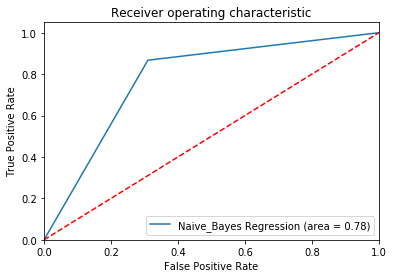 Receiver operating characteristic
True Positive Rate
1.0
0.8
0.6
0.4
0.2
0.0
Naive_Bayes Regression (area = 0.78)
0.0 0.2 0.4 0.6 0.8 1.0
False Positive Rate